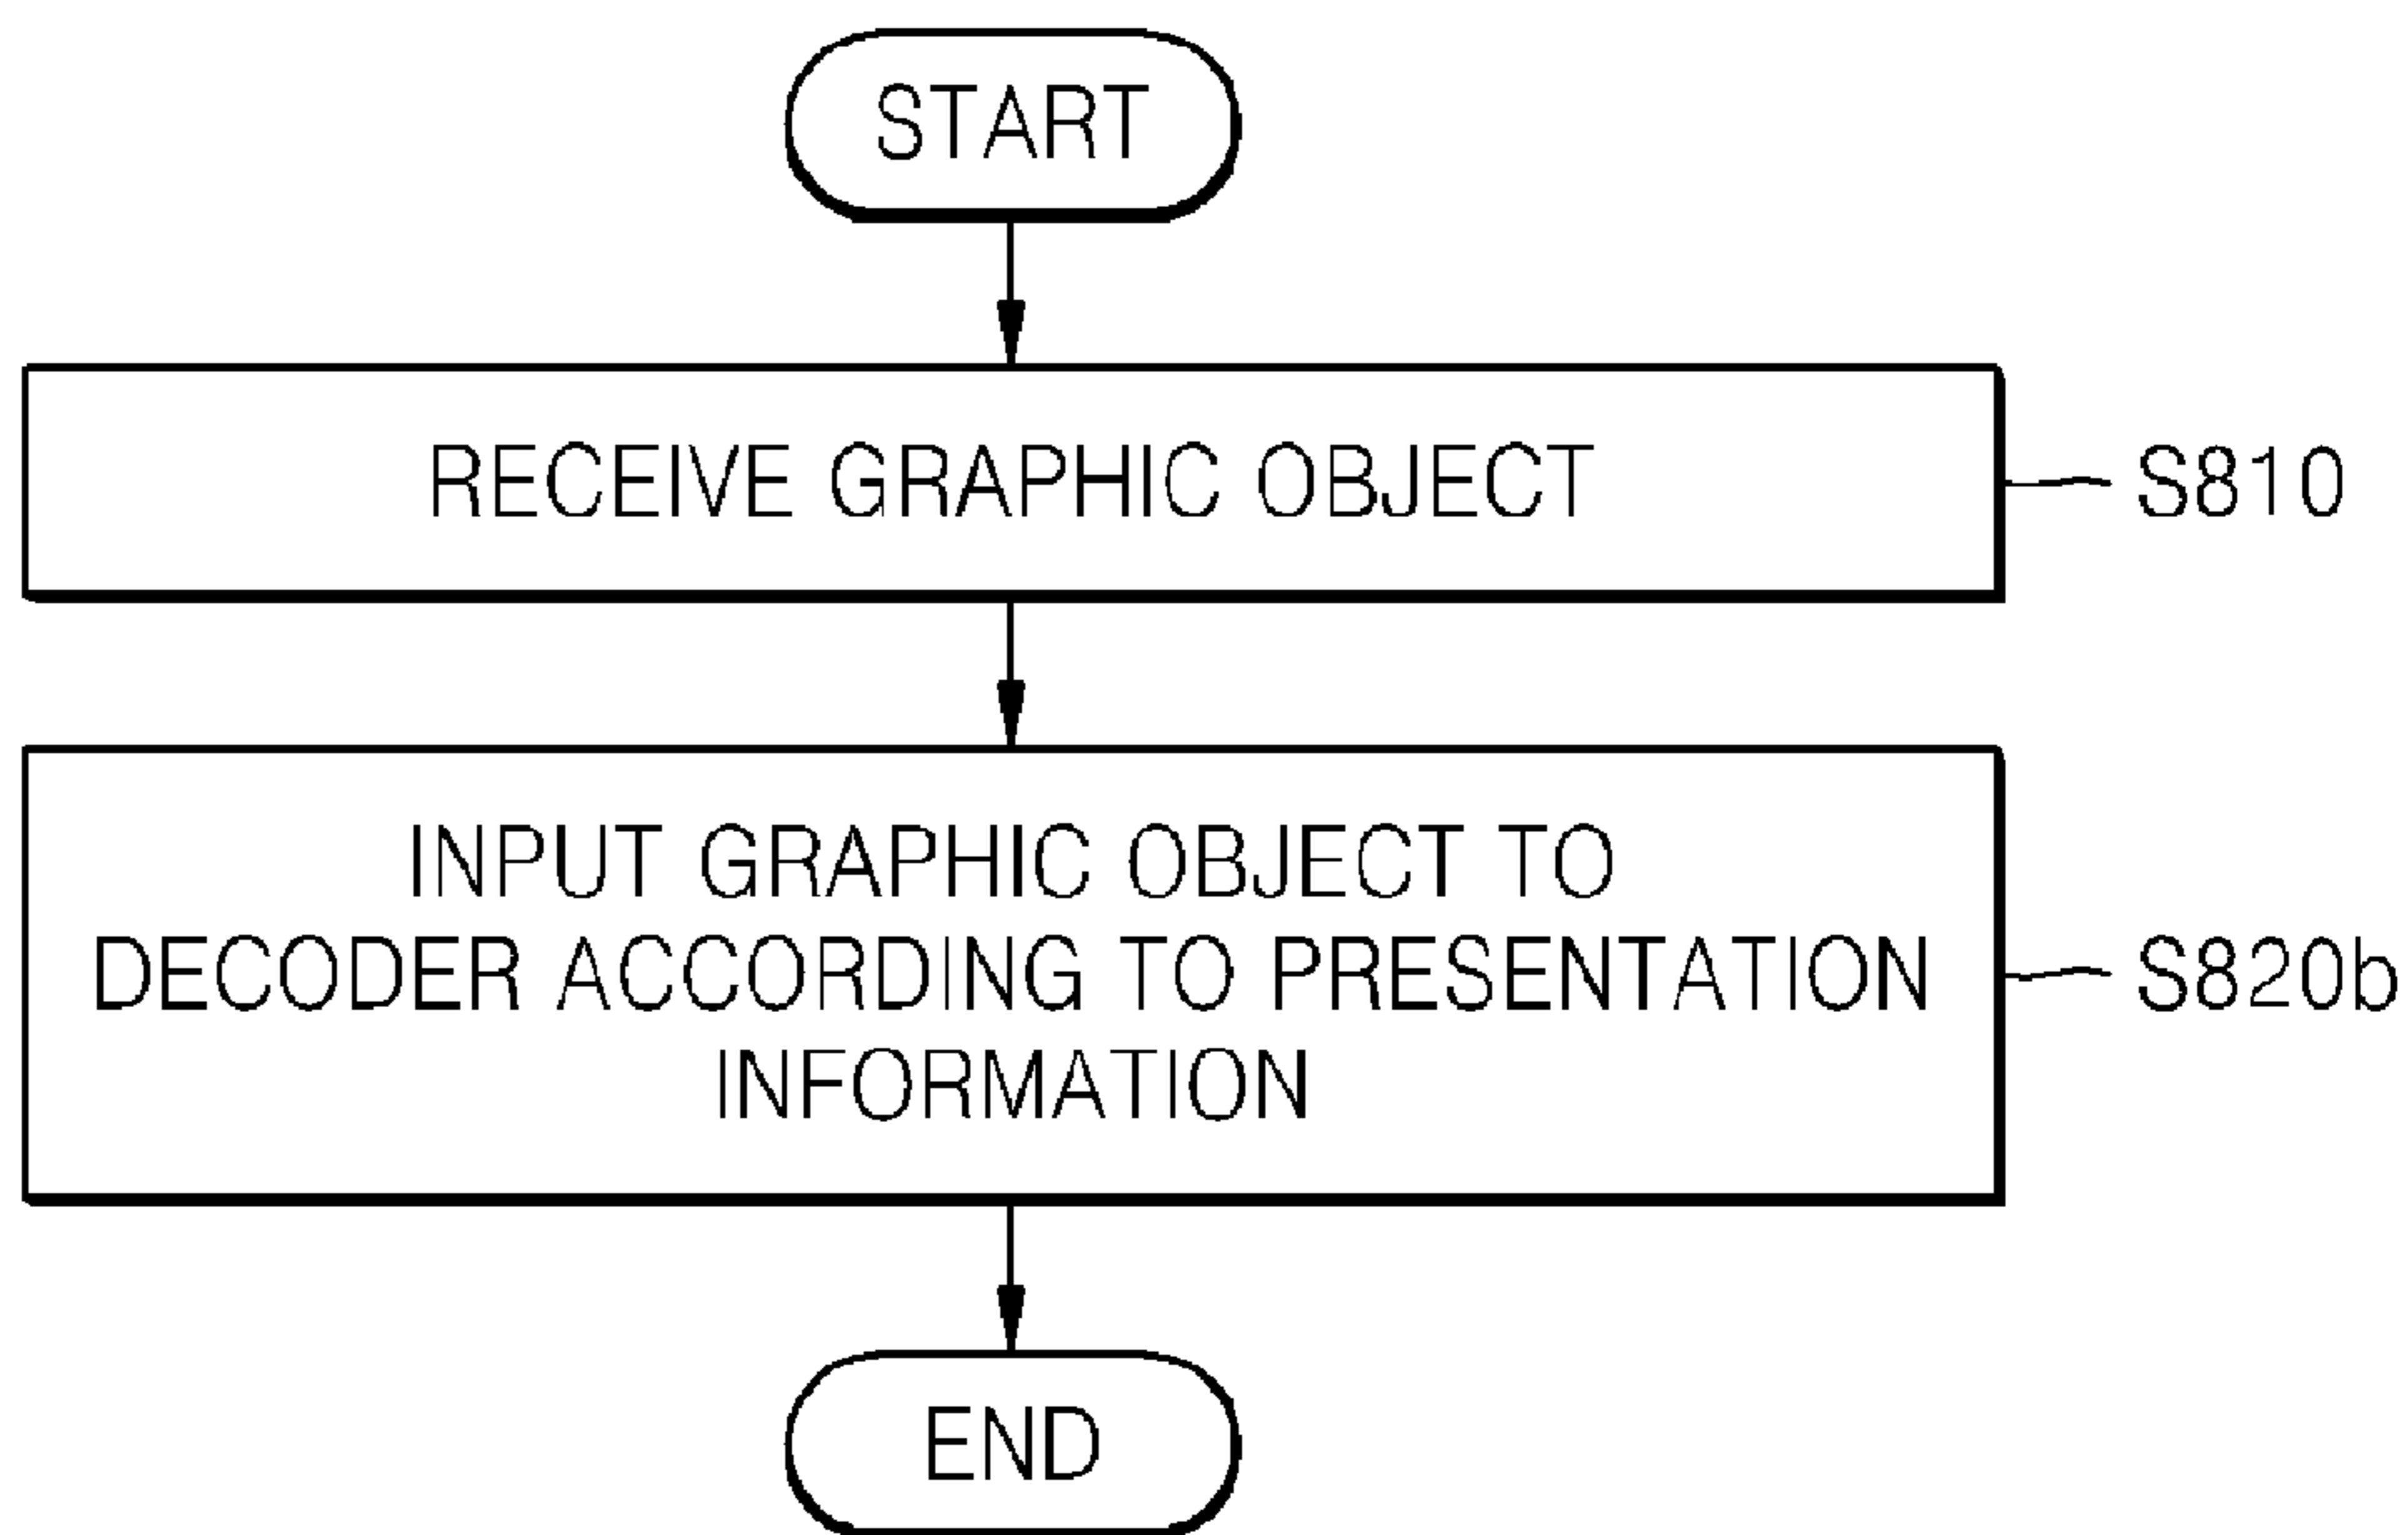 START
RECEIVE GRAPHIC OBJECT
S810
INPUT GRAPHIC OBJECT TO
DECODER ACCORDING TO PRESENTATION
INFORMATION
S820b
END